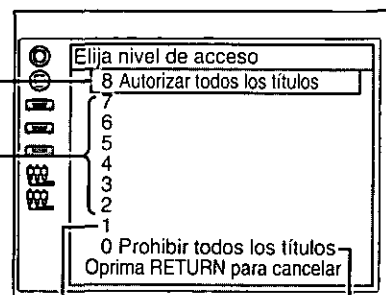 Elija nivel de acceso
8 Autorizar todos los títulos
7
6
5
4
3
2
1
0 Prohibir todos los títulos
Oprima RETURN para cancelar